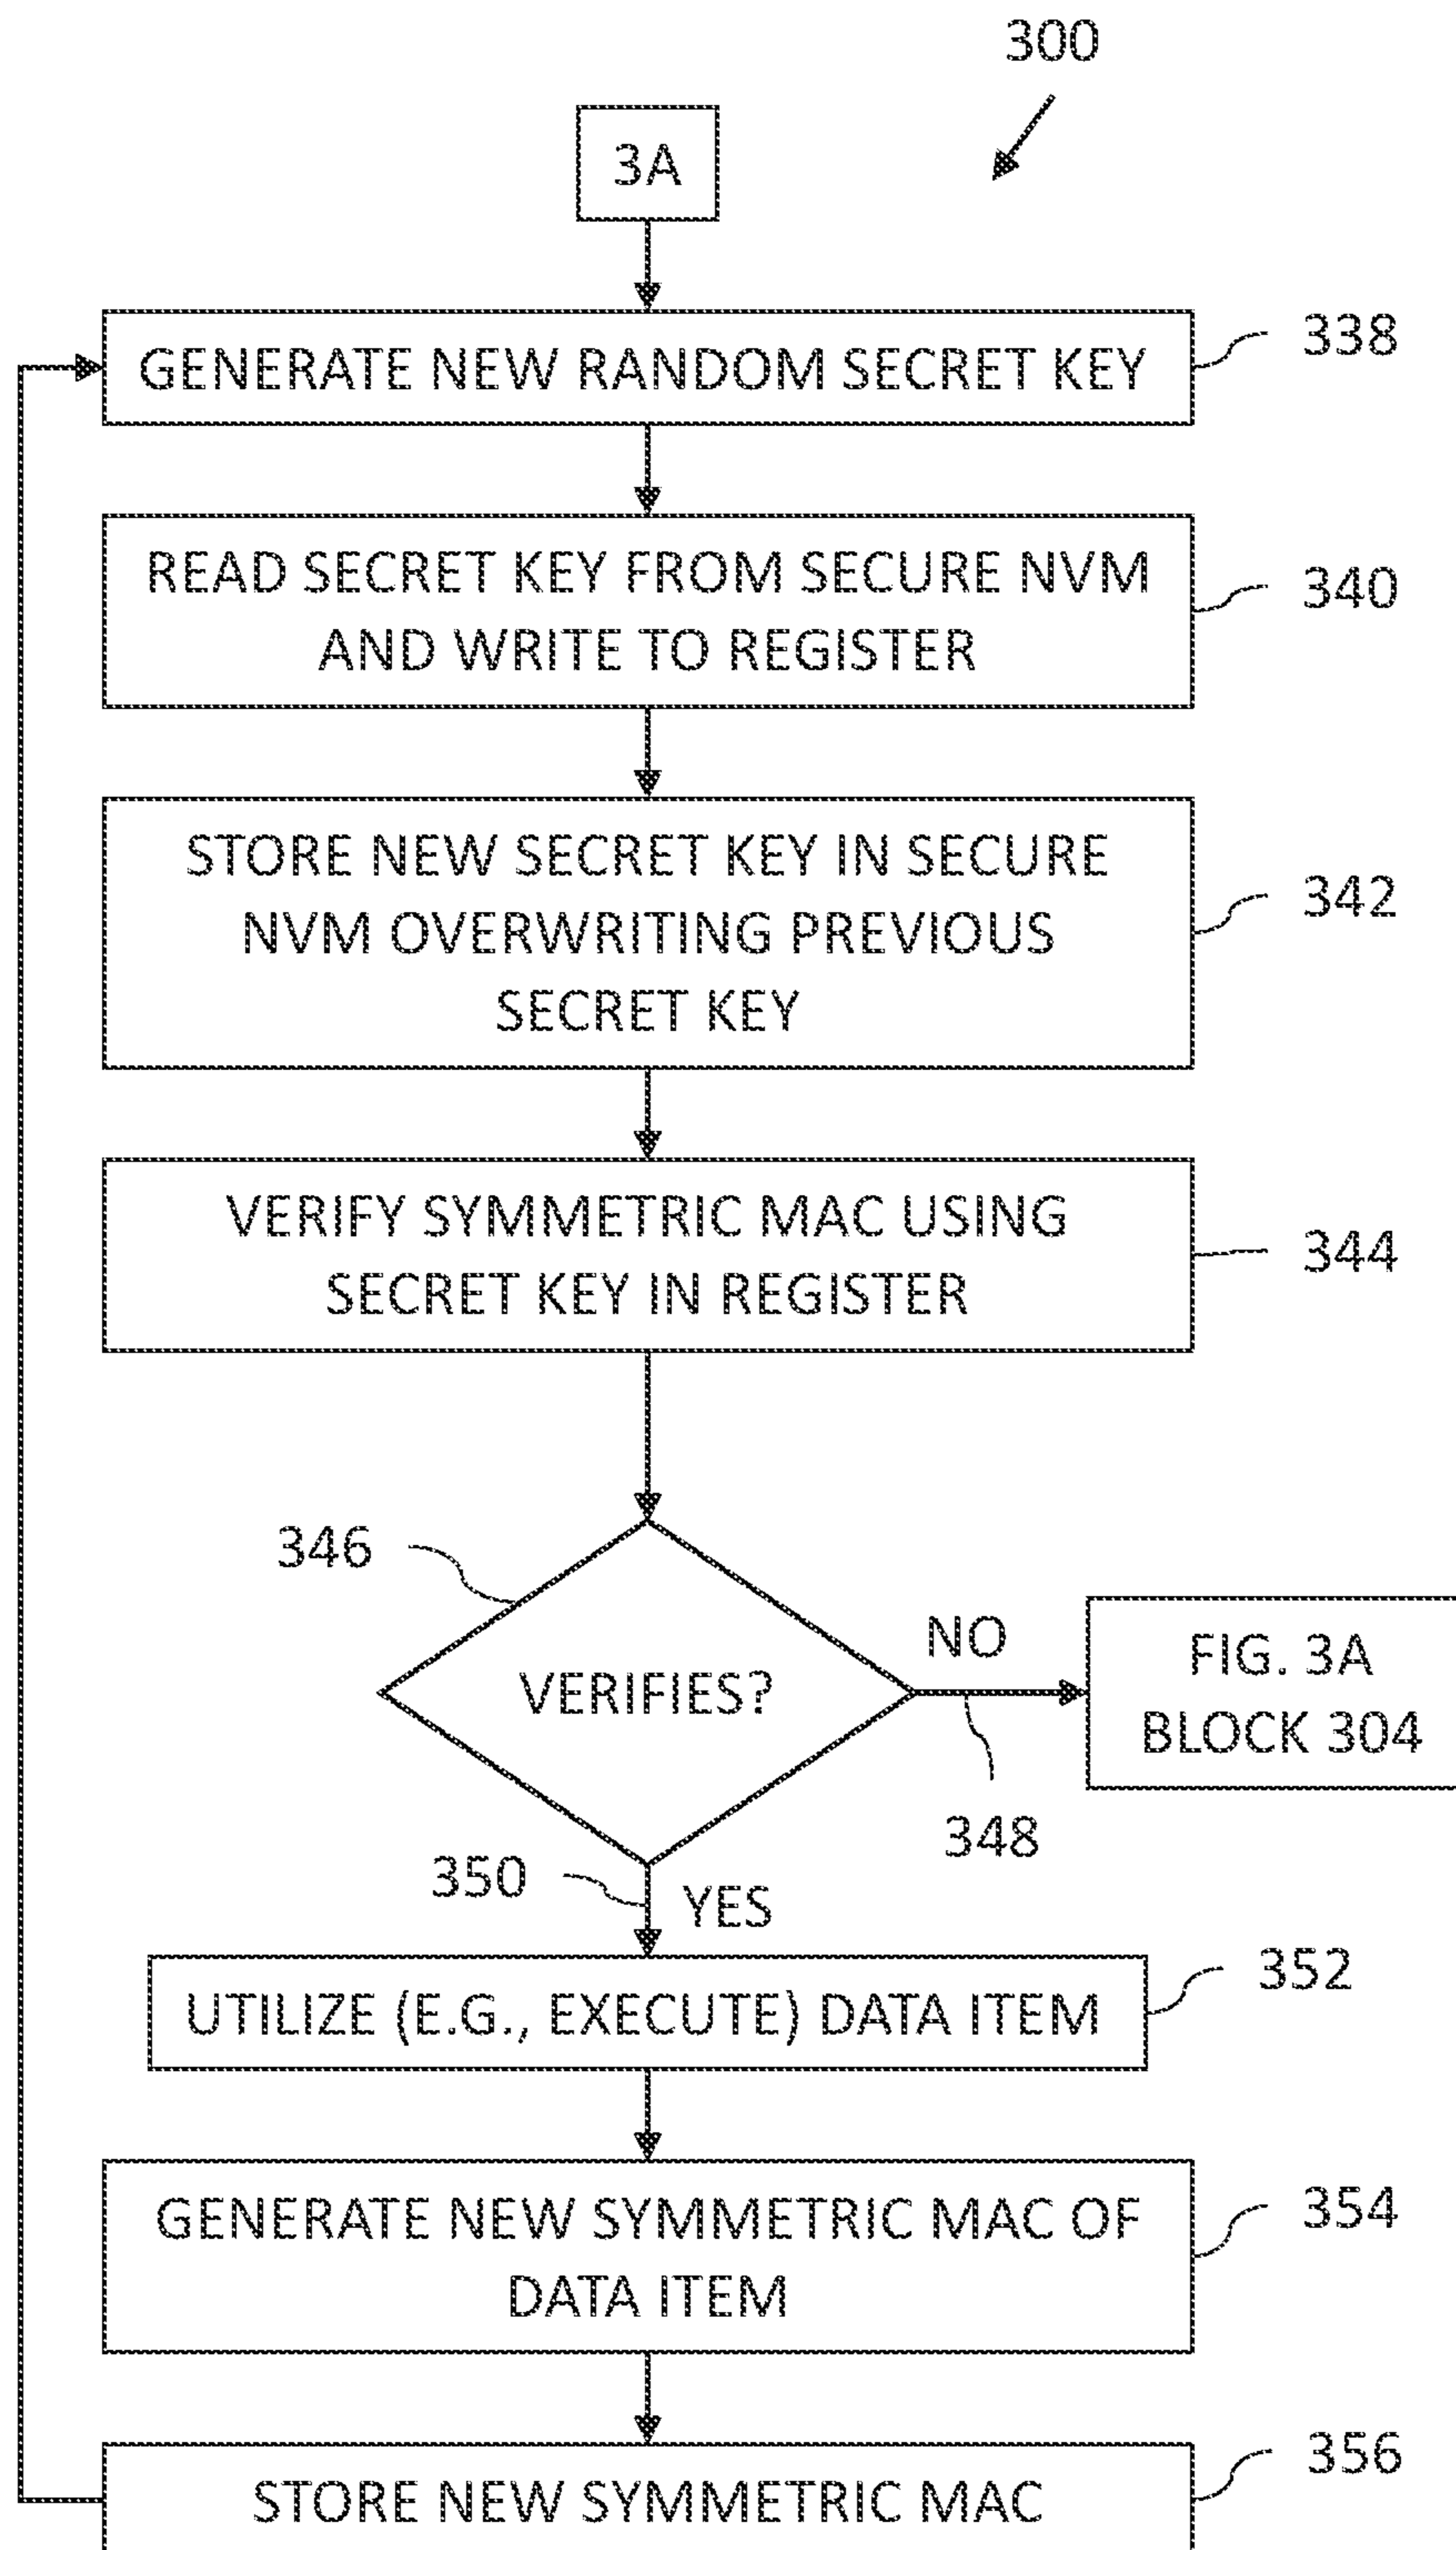 300
3A
GENERATE NEW RANDOM SECRET KEY
338
READ SECRET KEY FROM SECURE NVM
AND WRITE TO REGISTER
340
STORE NEW SECRET KEY IN SECURE
NVM OVERWRITING PREVIOUS
SECRET KEY
342
VERIFY SYMMETRIC MAC USING
SECRET KEY IN REGISTER
344
346
VERIFIES?
NO
348
FIG. 3A
BLOCK 304
350
YES
UTILIZE (E.G., EXECUTE) DATA ITEM
352
GENERATE NEW SYMMETRIC MAC OF
DATA ITEM
354
STORE NEW SYMMETRIC MAC
356